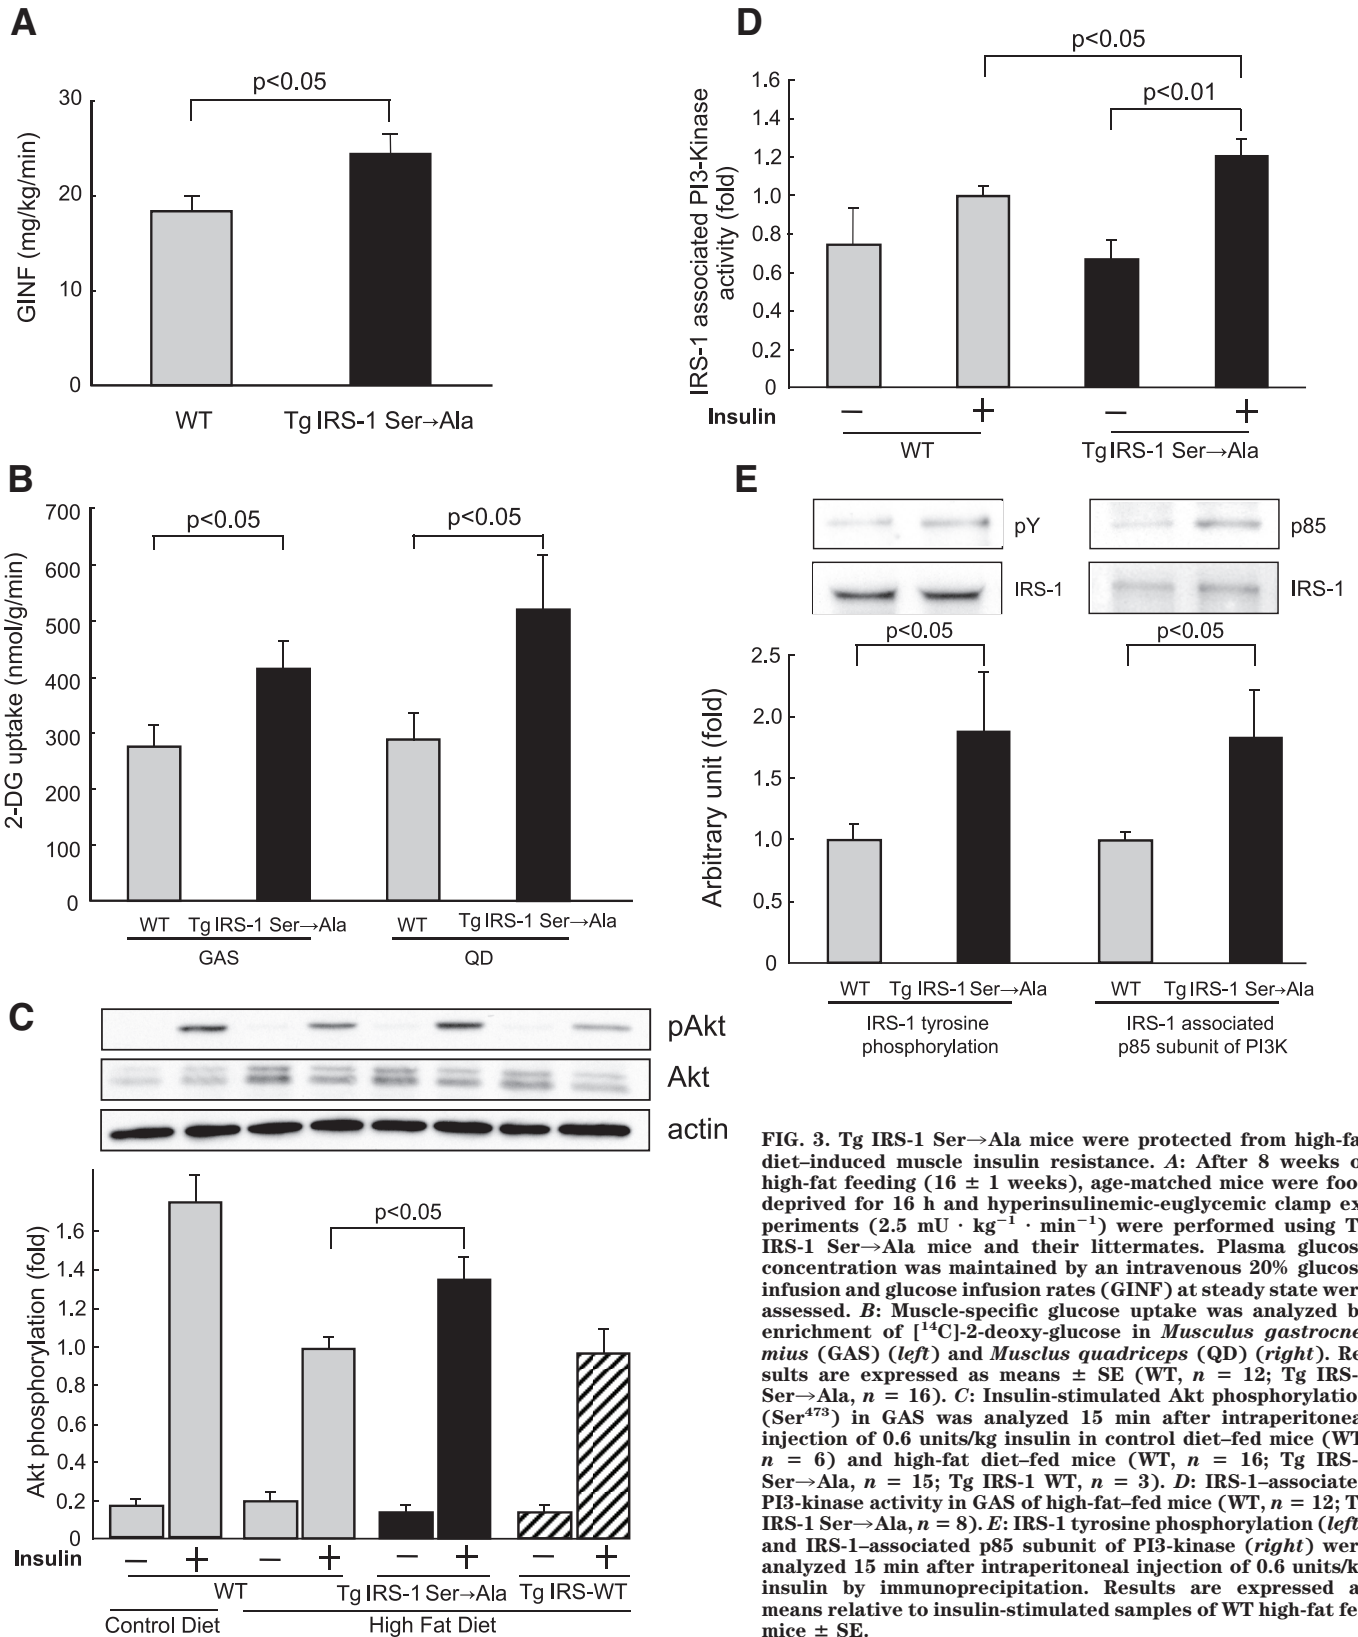 A
30
20
10
0
GINF (mg/kg/min)
p<0.05
WT
Tg IRS-1 Ser→Ala
B
700
600
500
400
300
200
100
0
2-DG uptake (nmol/g/min)
p<0.05
p<0.05
WT
Tg IRS-1 Ser→Ala
WT
Tg IRS-1 Ser→Ala
GAS
QD
C
pAkt
Akt
actin
Akt phosphorylation (fold)
p<0.05
1.6
1.4
1.2
1.0
0.8
0.6
0.4
0.2
0
Insulin
− + − + − + − +
WT
Tg IRS-1 Ser→Ala
Tg IRS-WT
Control Diet
High Fat Diet
D
p<0.05
p<0.01
1.6
1.4
1.2
1.0
0.8
0.6
0.4
0.2
0
IRS-1 associated PI3-Kinase
activity (fold)
Insulin
− + − +
WT
Tg IRS-1 Ser→Ala
E
pY
p85
IRS-1
IRS-1
p<0.05
p<0.05
2.5
2.0
1.5
1.0
0.5
0
Arbitrary unit (fold)
WT
Tg IRS-1 Ser→Ala
WT
Tg IRS-1 Ser→Ala
IRS-1 tyrosine
phosphorylation
IRS-1 associated
p85 subunit of PI3K
FIG. 3. Tg IRS-1 Ser→Ala mice were protected from high-fa
diet–induced muscle insulin resistance. A: After 8 weeks o
high-fat feeding (16 ± 1 weeks), age-matched mice were foo
deprived for 16 h and hyperinsulinemic-euglycemic clamp ex
periments (2.5 mU · kg⁻¹ · min⁻¹) were performed using T
IRS-1 Ser→Ala mice and their littermates. Plasma glucos
concentration was maintained by an intravenous 20% glucos
infusion and glucose infusion rates (GINF) at steady state wer
assessed. B: Muscle-specific glucose uptake was analyzed b
enrichment of [¹⁴C]-2-deoxy-glucose in Musculus gastrocne
mius (GAS) (left) and Musclus quadriceps (QD) (right). Re
sults are expressed as means ± SE (WT, n = 12; Tg IRS-
Ser→Ala, n = 16). C: Insulin-stimulated Akt phosphorylatio
(Ser⁴⁷³) in GAS was analyzed 15 min after intraperitonea
injection of 0.6 units/kg insulin in control diet–fed mice (WT
n = 6) and high-fat diet–fed mice (WT, n = 16; Tg IRS-
Ser→Ala, n = 15; Tg IRS-1 WT, n = 3). D: IRS-1–associate
PI3-kinase activity in GAS of high-fat–fed mice (WT, n = 12; T
IRS-1 Ser→Ala, n = 8). E: IRS-1 tyrosine phosphorylation (left
and IRS-1–associated p85 subunit of PI3-kinase (right) wer
analyzed 15 min after intraperitoneal injection of 0.6 units/k
insulin by immunoprecipitation. Results are expressed a
means relative to insulin-stimulated samples of WT high-fat fe
mice ± SE.